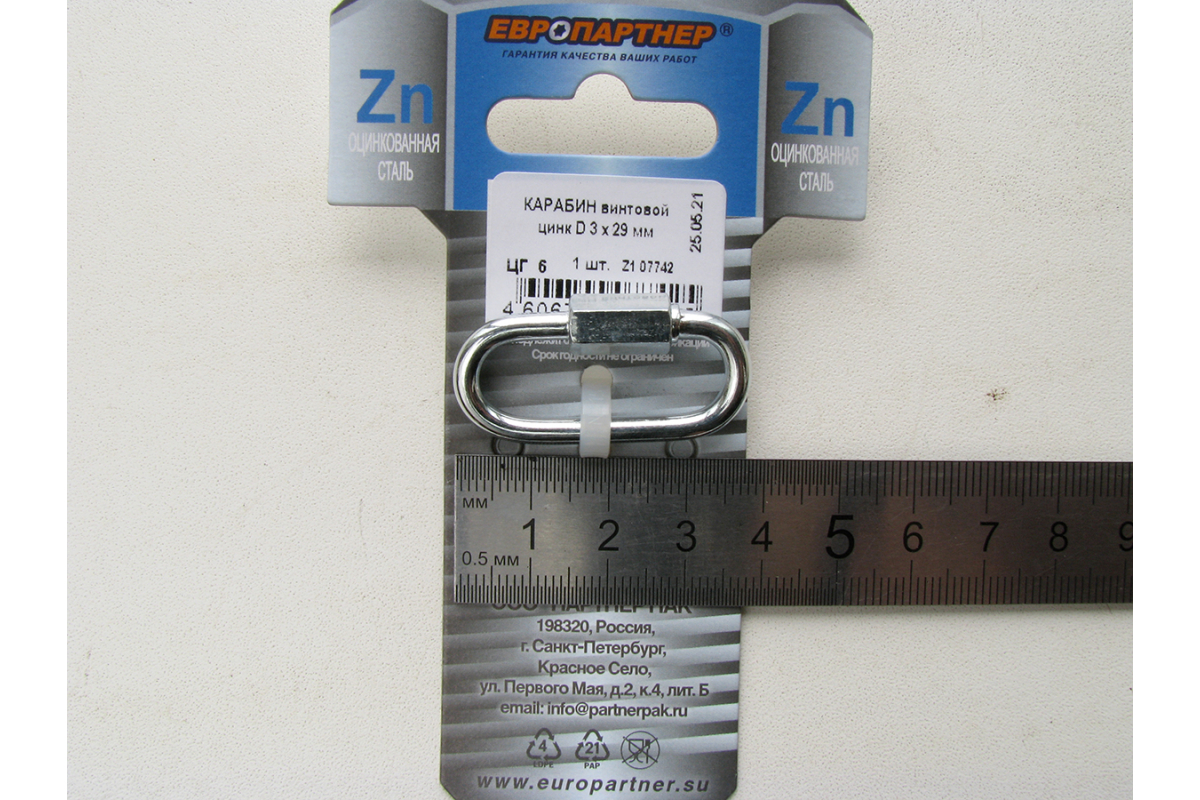 ЕВРОПАРТНЕР®
ГАРАНТИЯ КАЧЕСТВА ВАШИХ РАБОТ
Zn
ОЦИНКОВАННАЯ
СТАЛЬ
Zn
ОЦИНКОВАННАЯ
СТАЛЬ
КАРАБИН винтовой
цинк D 3 x 29 мм
25.05.21
ЦГ 6 1 шт. Z1 07742
Срок годности не ограничен
мм
1 2 3 4 5 6 7 8 9
0.5 мм
198320, Россия,
г. Санкт-Петербург,
Красное Село,
ул. Первого Мая, д.2, к.4, лит. Б
email: info@partnerpak.ru
4 21
LDPE PAP
www.europartner.su